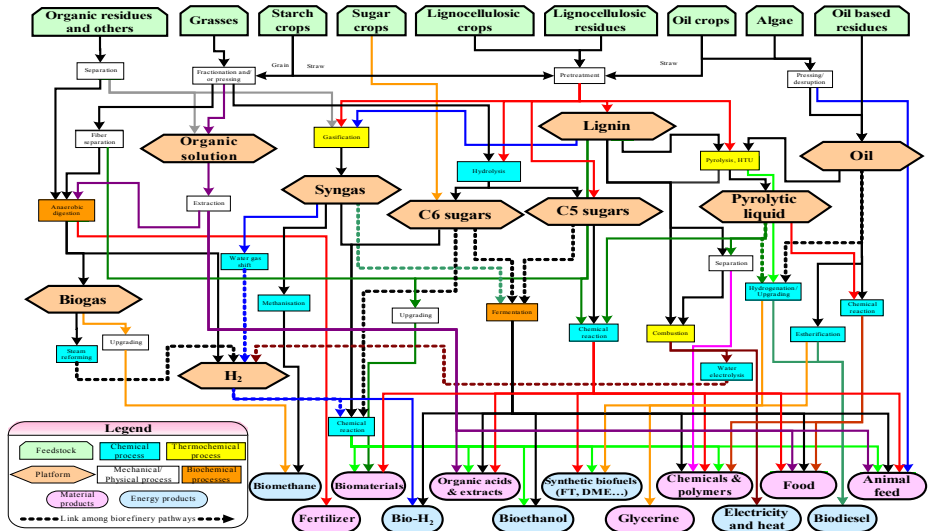 Organic residues
and others
Grasses
Starch
crops
Sugar
crops
Lignocellulosic
crops
Lignocellulosic
residues
Oil crops
Algae
Oil based
residues
Separation
Fractionation and/
or pressing
Grain
Straw
Pretreatment
Straw
Pressing/
desruption
Fiber
separation
Organic
solution
Gasification
Lignin
Pyrolysis, HTU
Oil
Hydrolysis
Syngas
Anaerobic
digestion
Extraction
C6 sugars
C5 sugars
Pyrolytic
liquid
Water gas
shift
Separation
Biogas
Methanisation
Upgrading
Fermentation
Chemical
reaction
Combustion
Hydrogenation/
Upgrading
Chemical
reaction
Estherification
Steam
reforming
Upgrading
H2
Water
electrolysis
Chemical
reaction
Legend
Feedstock
Chemical
process
Thermochemical
process
Platform
Mechanical/
Physical process
Biochemical
processes
Material
products
Energy products
Link among biorefinery pathways
Biomethane
Biomaterials
Organic acids
& extracts
Synthetic biofuels
(FT, DME...)
Chemicals &
polymers
Food
Animal
feed
Fertilizer
Bio-H2
Bioethanol
Glycerine
Electricity
and heat
Biodiesel